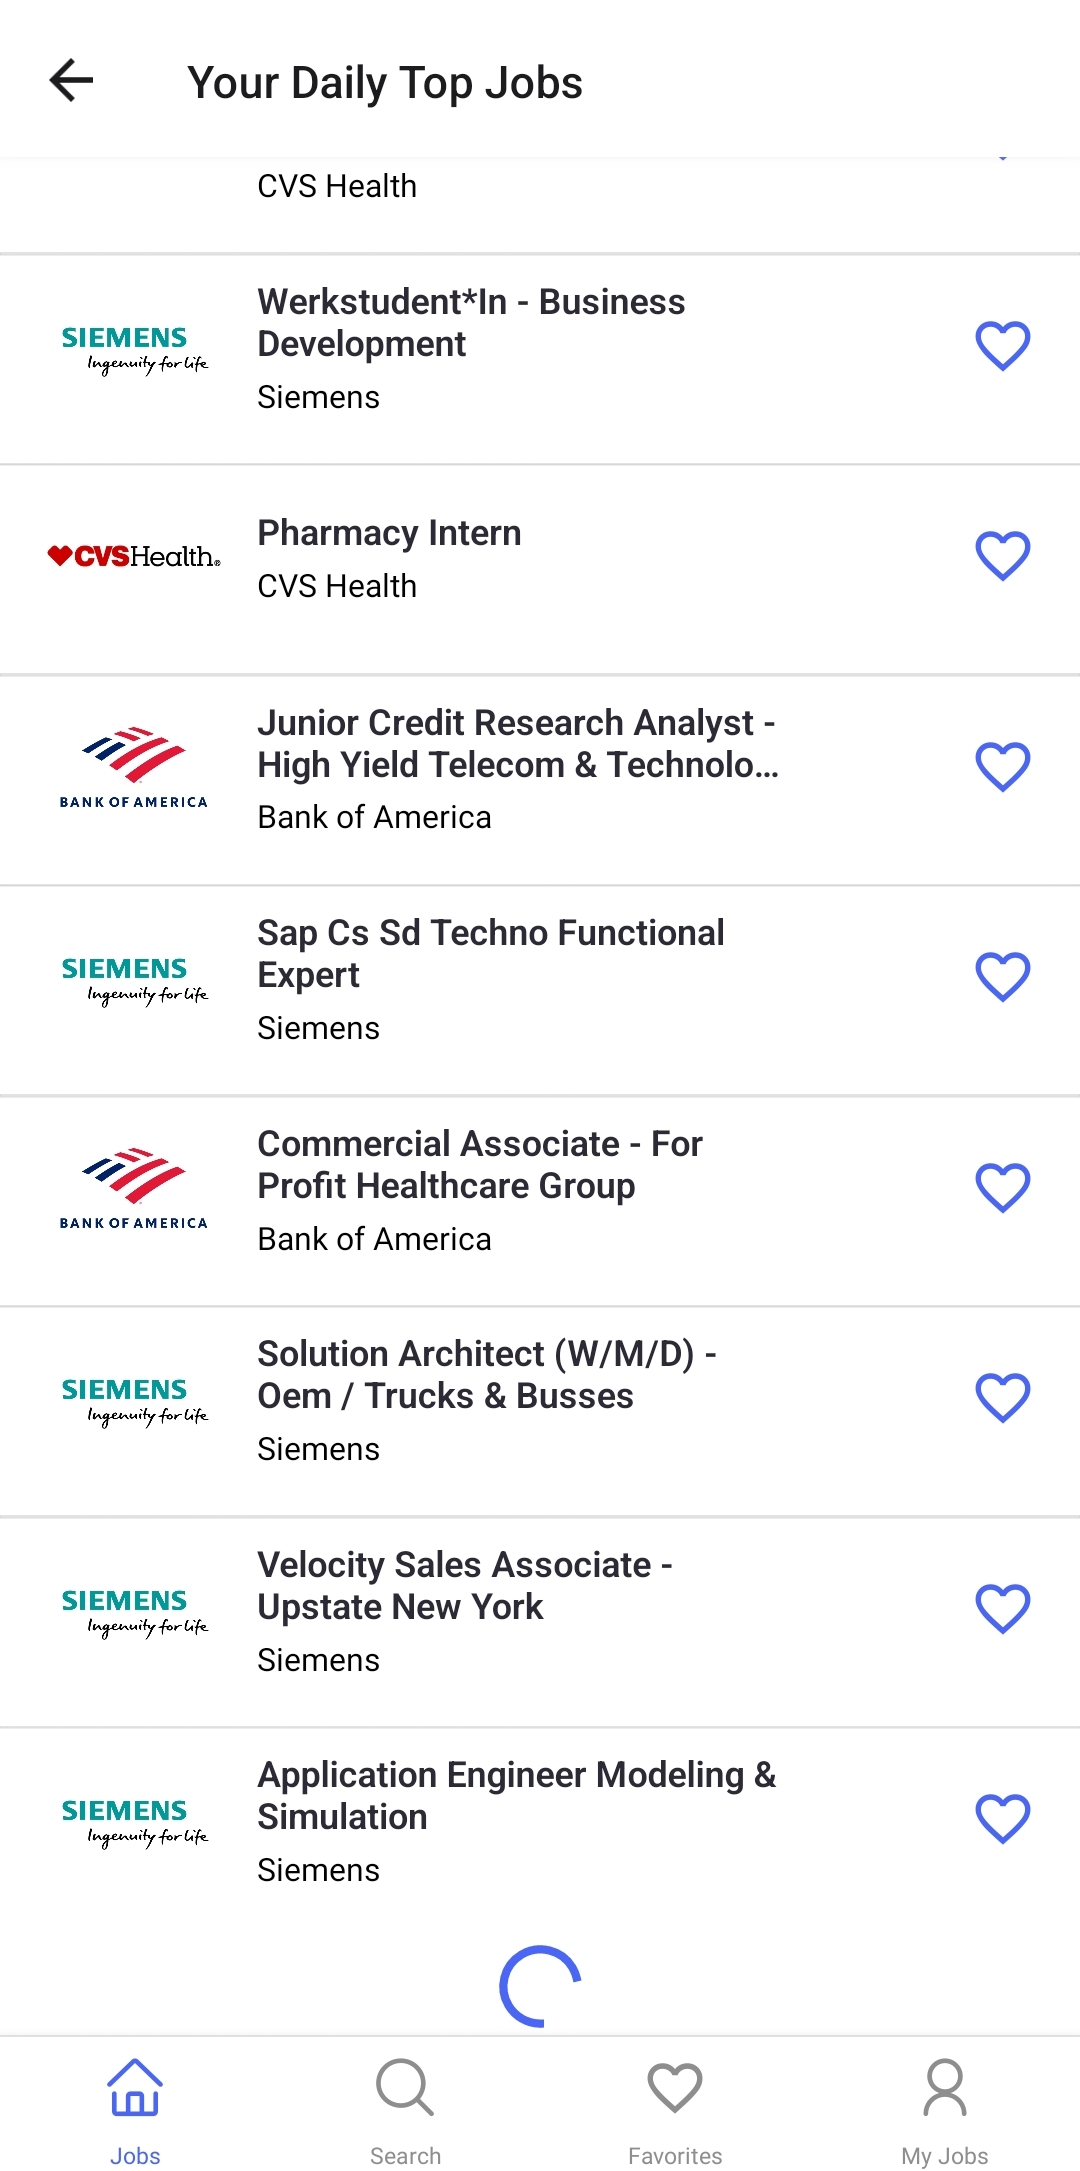 Your Daily Top Jobs
CVS Health
SIEMENS
Ingenuity for life
Werkstudent*In - Business
Development
Siemens
CVSHealth®
Pharmacy Intern
CVS Health
BANK OF AMERICA
Junior Credit Research Analyst -
High Yield Telecom & Technolo...
Bank of America
SIEMENS
Ingenuity for life
Sap Cs Sd Techno Functional
Expert
Siemens
BANK OF AMERICA
Commercial Associate - For
Profit Healthcare Group
Bank of America
SIEMENS
Ingenuity for life
Solution Architect (W/M/D) -
Oem / Trucks & Busses
Siemens
SIEMENS
Ingenuity for life
Velocity Sales Associate -
Upstate New York
Siemens
SIEMENS
Ingenuity for life
Application Engineer Modeling &
Simulation
Siemens
Jobs
Search
Favorites
My Jobs